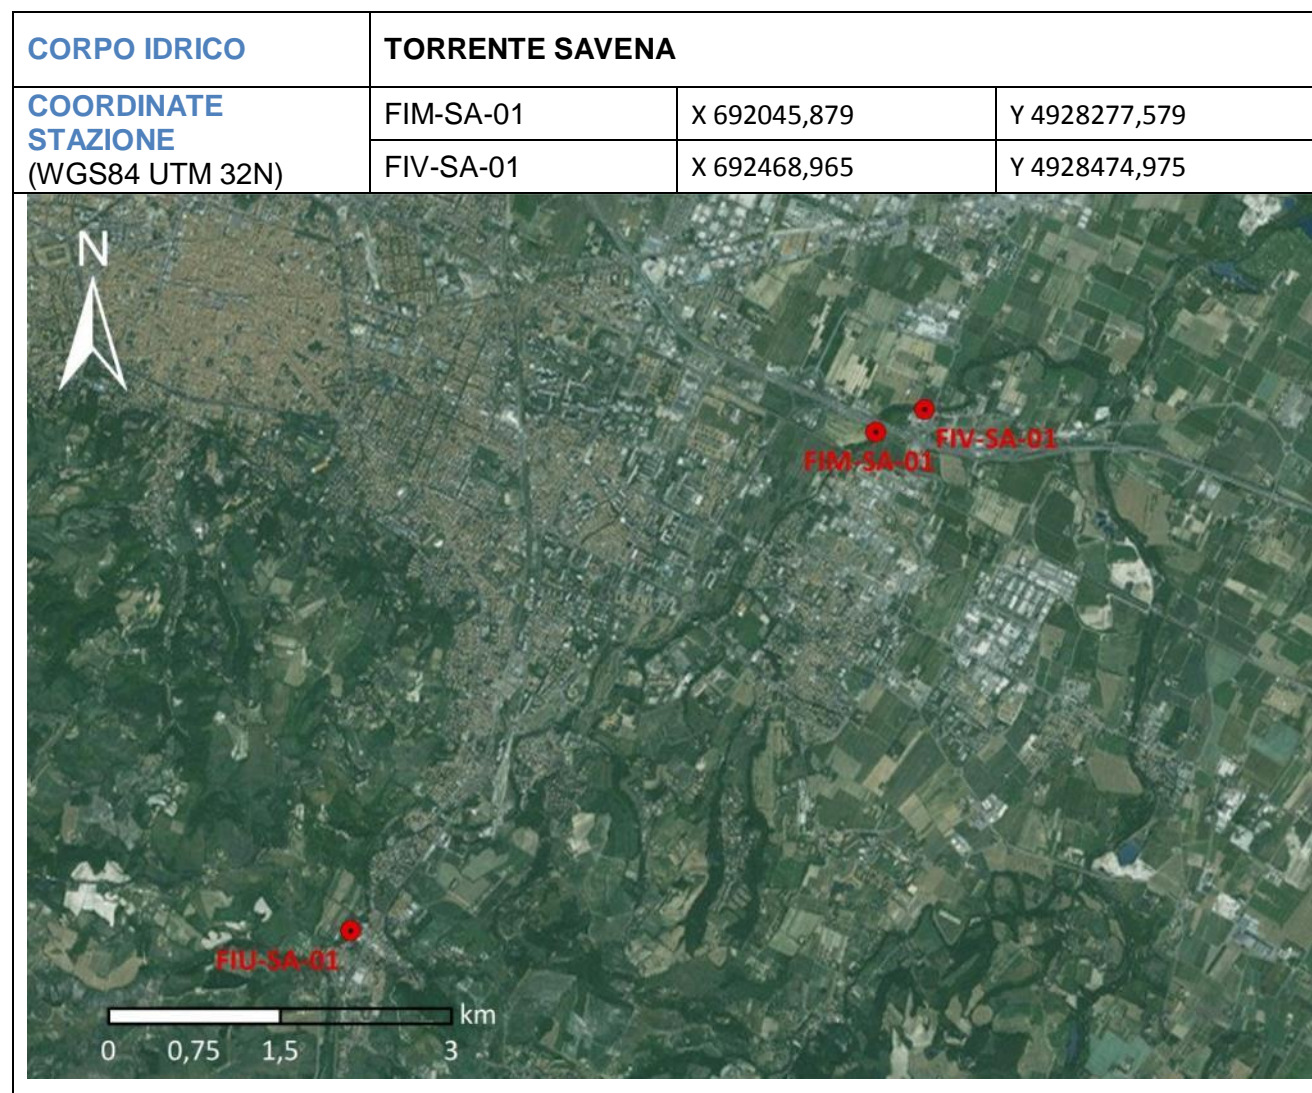 CORPO IDRICO
TORRENTE SAVENA
COORDINATE
STAZIONE
(WGS84 UTM 32N)
FIM-SA-01
X 692045,879
Y 4928277,579
FIV-SA-01
X 692468,965
Y 4928474,975
N
FIV-SA-01
FIM-SA-01
FIU-SA-01
km
0 0,75 1,5 3